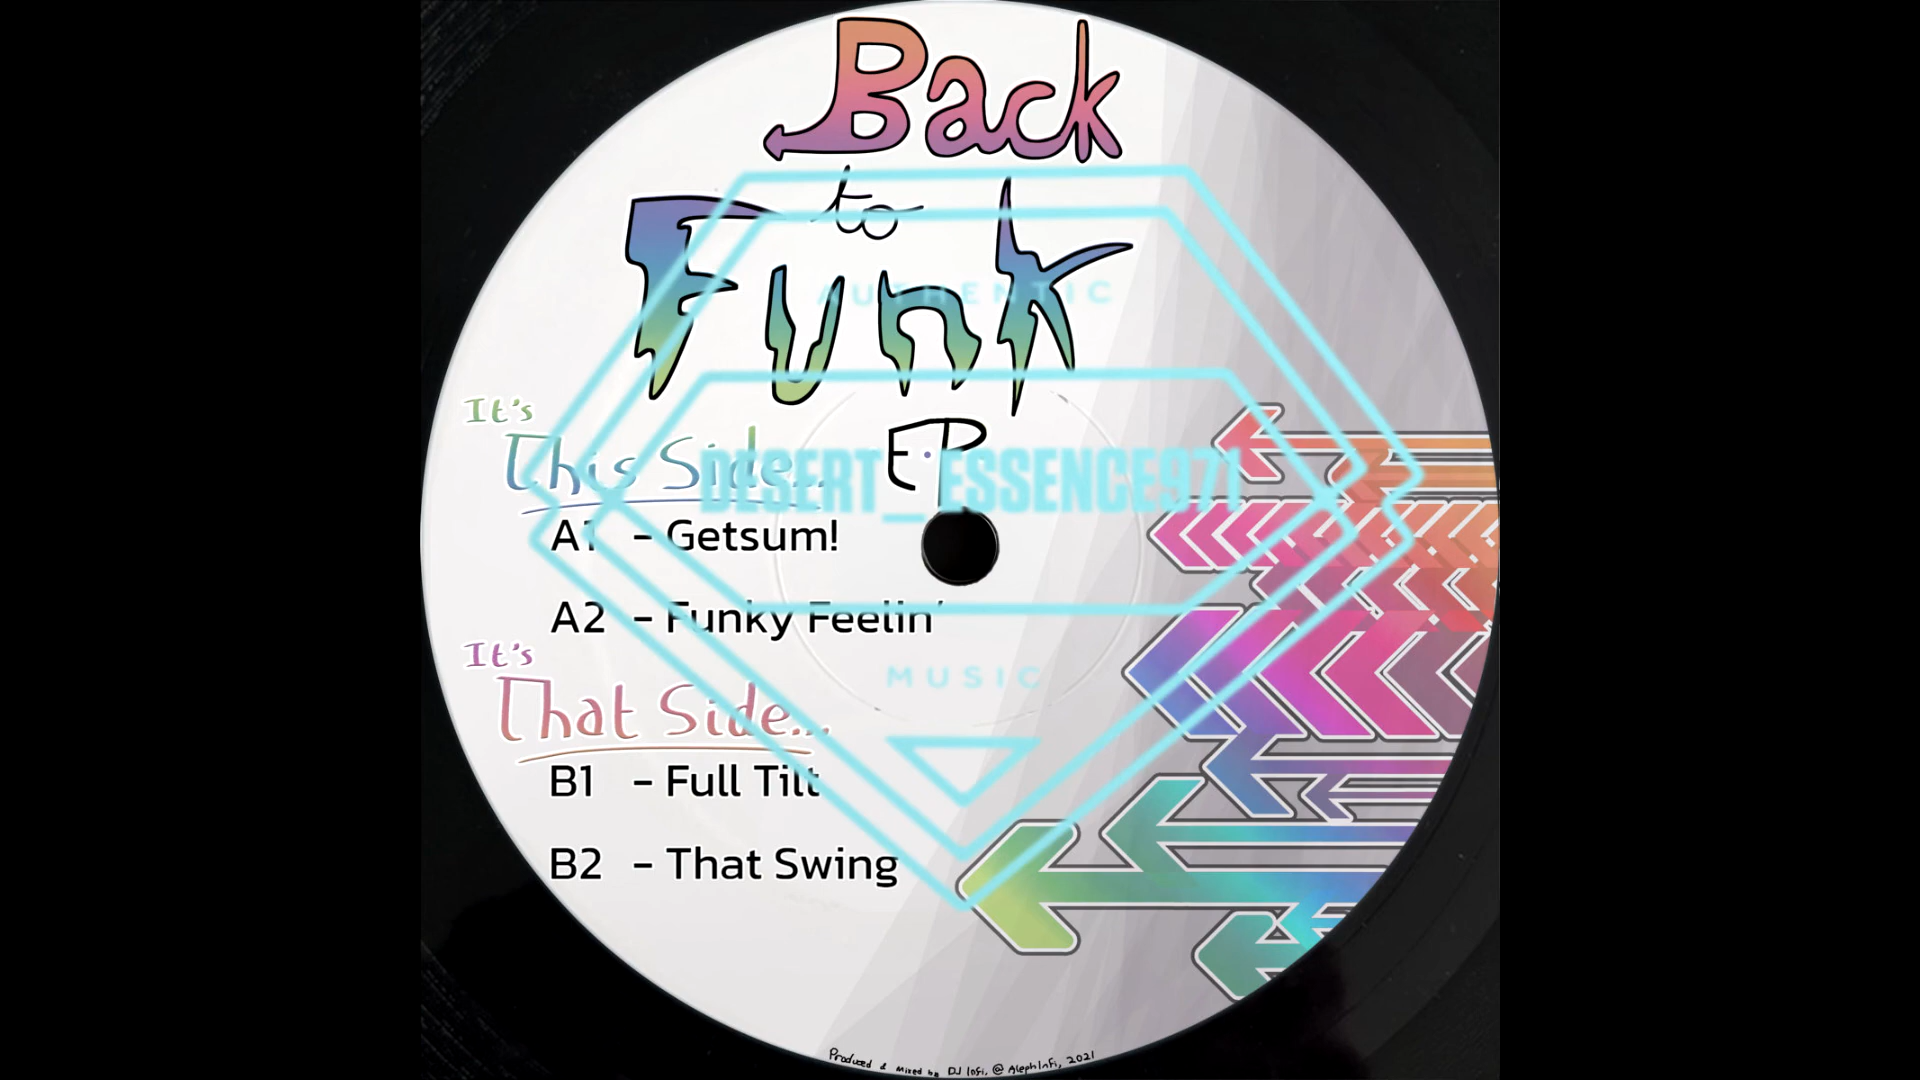 Back
to
Funk
E.P
AUTHENTIC
DESERT_ESSENCE971
MUSIC
It's
This Side...
A1 - Getsum!
A2 - Funky Feelin'
It's
That Side...
B1 - Full Tilt
B2 - That Swing
Produced & Mixed by DJ Infi, @ AlephInfi, 2021